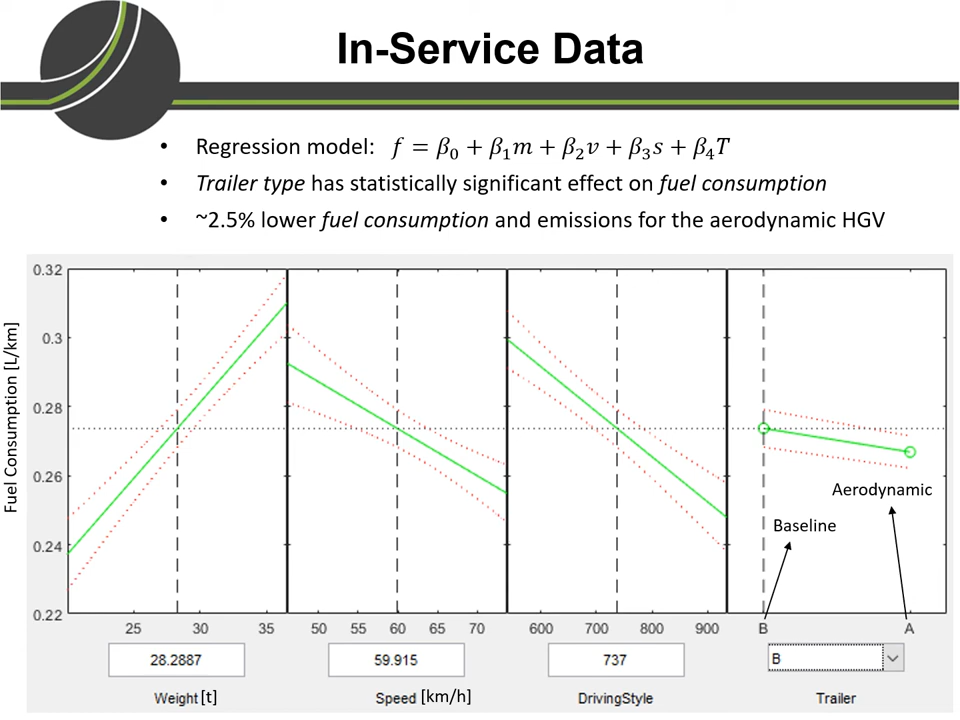 In-Service Data
• Regression model: f = β₀ + β₁m + β₂v + β₃s + β₄T
• Trailer type has statistically significant effect on fuel consumption
• ~2.5% lower fuel consumption and emissions for the aerodynamic HGV
Fuel Consumption [L/km]
0.32
0.3
0.28
0.26
0.24
0.22
Aerodynamic
Baseline
25 30 35 50 55 60 65 70 600 700 800 900 B A
28.2887 59.915 737 B
Weight [t] Speed [km/h] DrivingStyle Trailer